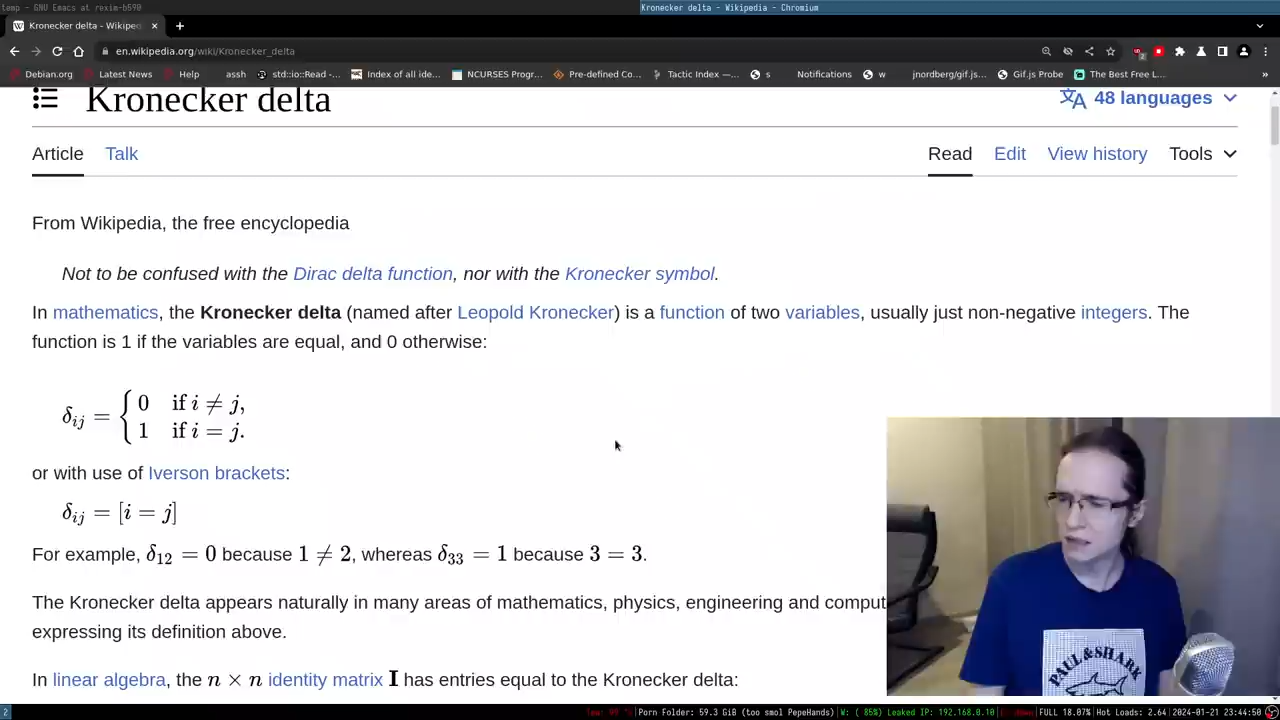 temp - GNU Emacs at rexim-b590
Kronecker delta - Wikipedia - Chromium
Kronecker delta - Wikipe
en.wikipedia.org/wiki/Kronecker_delta
Debian.org Latest News Help assh std::io::Read -... Index of all ide... NCURSES Progr... Pre-defined Co... Tactic Index —... s Notifications w jnordberg/gif.js... Gif.js Probe The Best Free L... »
Kronecker delta
48 languages
Article Talk
Read Edit View history Tools
From Wikipedia, the free encyclopedia
Not to be confused with the Dirac delta function, nor with the Kronecker symbol.
In mathematics, the Kronecker delta (named after Leopold Kronecker) is a function of two variables, usually just non-negative integers. The
function is 1 if the variables are equal, and 0 otherwise:
δij = { 0 if i ≠ j,
1 if i = j.
or with use of Iverson brackets:
δij = [i = j]
For example, δ12 = 0 because 1 ≠ 2, whereas δ33 = 1 because 3 = 3.
The Kronecker delta appears naturally in many areas of mathematics, physics, engineering and comput
expressing its definition above.
In linear algebra, the n × n identity matrix I has entries equal to the Kronecker delta:
PAUL & SHARK
2
Porn Folder: 59.3 GiB (too smol PepeHands) W: ( 85%) Leaked IP: 192.168.0.10 FULL 18.07% Hot Loads: 2.64 2024-01-21 23:44:50